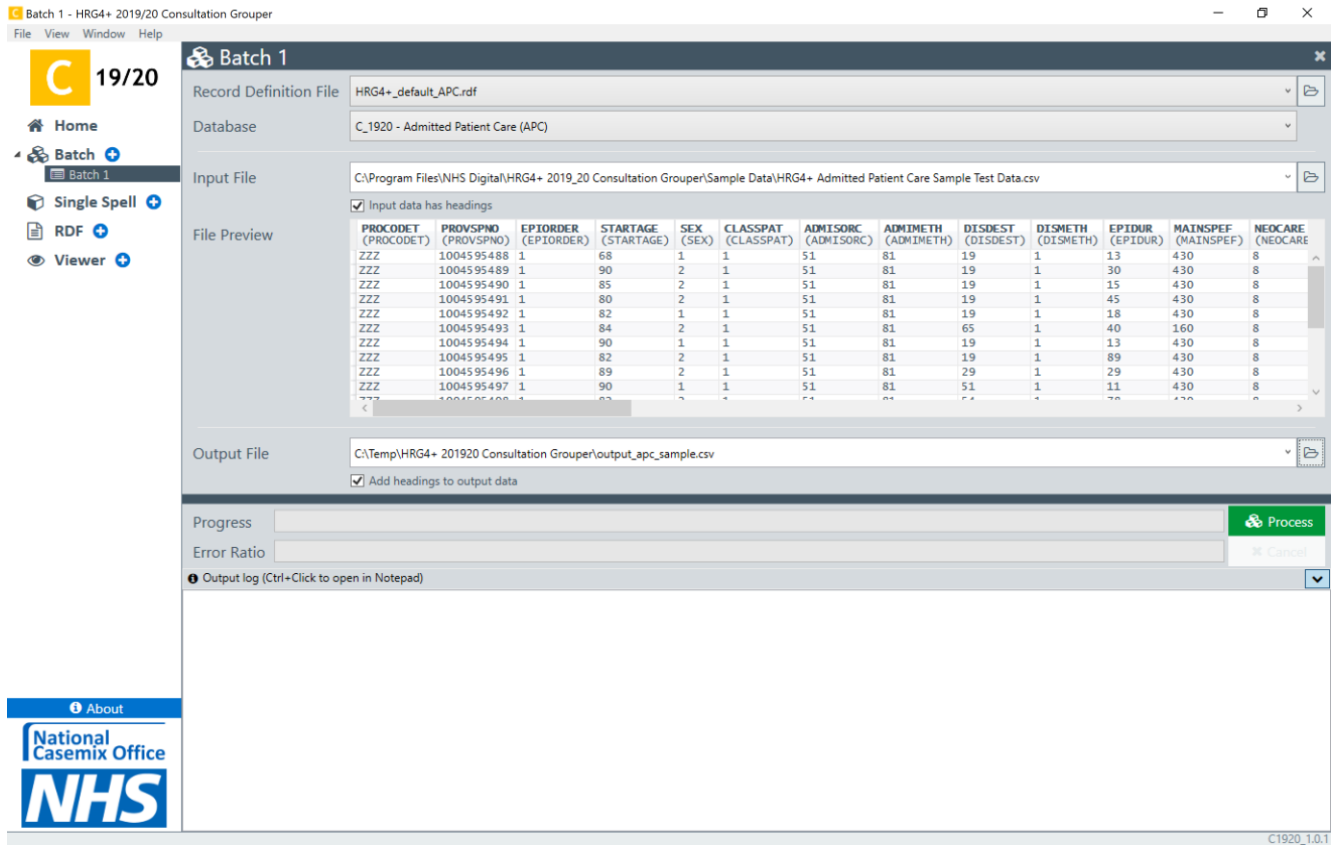 Batch 1 - HRG4+ 2019/20 Consultation Grouper
File View Window Help
C 19/20
Home
Batch
Batch 1
Single Spell
RDF
Viewer
Batch 1
Record Definition File HRG4+_default_APC.rdf
Database C_1920 - Admitted Patient Care (APC)
Input File C:\Program Files\NHS Digital\HRG4+ 2019_20 Consultation Grouper\Sample Data\HRG4+ Admitted Patient Care Sample Test Data.csv
Input data has headings
File Preview
PROCODET PROVSPNO EPIORDER STARTAGE SEX CLASSPAT ADMISORC ADMIMETH DISDEST DISMETH EPIDUR MAINSPEF NEOCARE
(PROCODET) (PROVSPNO) (EPIORDER) (STARTAGE) (SEX) (CLASSPAT) (ADMISORC) (ADMIMETH) (DISDEST) (DISMETH) (EPIDUR) (MAINSPEF) (NEOCARE
ZZZ 1004595488 1 68 1 1 51 81 19 1 13 430 8
ZZZ 1004595489 1 90 2 1 51 81 19 1 30 430 8
ZZZ 1004595490 1 85 2 1 51 81 19 1 15 430 8
ZZZ 1004595491 1 80 2 1 51 81 19 1 45 430 8
ZZZ 1004595492 1 82 1 1 51 81 19 1 18 430 8
ZZZ 1004595493 1 84 2 1 51 81 65 1 40 160 8
ZZZ 1004595494 1 90 1 1 51 81 19 1 13 430 8
ZZZ 1004595495 1 82 2 1 51 81 19 1 89 430 8
ZZZ 1004595496 1 89 2 1 51 81 29 1 29 430 8
ZZZ 1004595497 1 90 1 1 51 81 51 1 11 430 8
Output File C:\Temp\HRG4+ 201920 Consultation Grouper\output_apc_sample.csv
Add headings to output data
Progress
Process
Error Ratio
Cancel
Output log (Ctrl+Click to open in Notepad)
About
National
Casemix Office
NHS
C1920_1.0.1